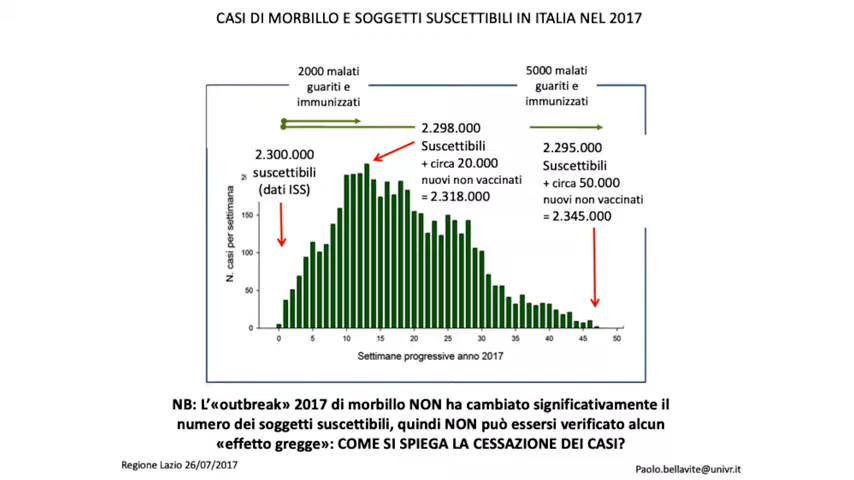 CASI DI MORBILLO E SOGGETTI SUSCETTIBILI IN ITALIA NEL 2017
2000 malati
guariti e
immunizzati
5000 malati
guariti e
immunizzati
2.300.000
suscettibili
(dati ISS)
2.298.000
Suscettibili
+ circa 20.000
nuovi non vaccinati
= 2.318.000
2.295.000
Suscettibili
+ circa 50.000
nuovi non vaccinati
= 2.345.000
N. casi per settimana
150
100
50
0
0 5 10 15 20 25 30 35 40 45 50
Settimane progressive anno 2017
NB: L'«outbreak» 2017 di morbillo NON ha cambiato significativamente il
numero dei soggetti suscettibili, quindi NON può essersi verificato alcun
«effetto gregge»: COME SI SPIEGA LA CESSAZIONE DEI CASI?
Regione Lazio 26/07/2017
Paolo.bellavite@univr.it